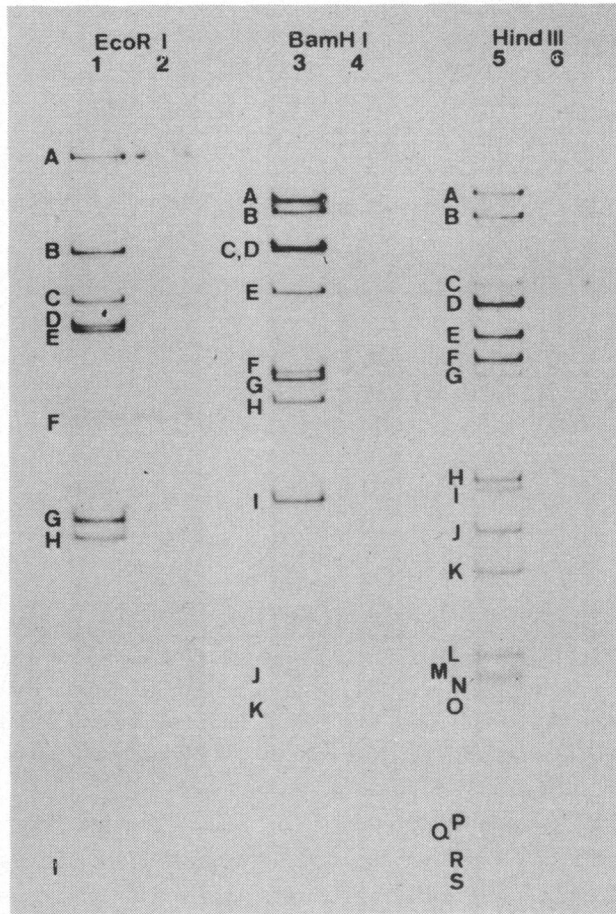 EcoR I BamH I Hind III
1 2 3 4 5 6
A
A A
B B
B C,D
C E C
D D
E E
F F
G G
F H
H
G I I
H J
K
J L
M N
K O
Q P
I R
S